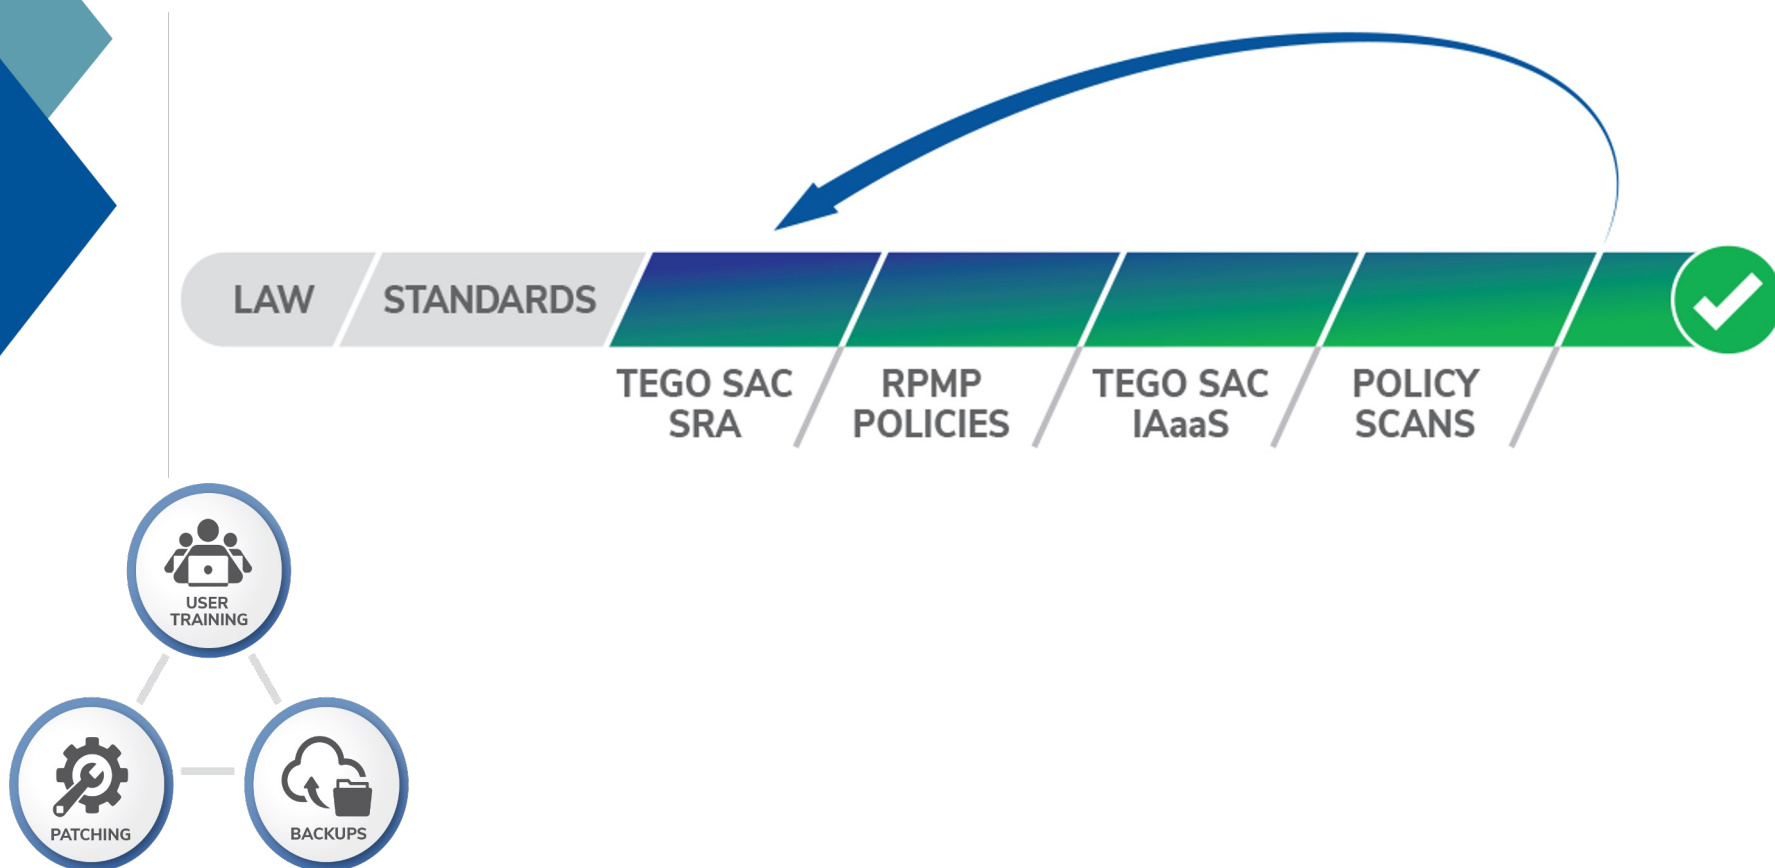 LAW
STANDARDS
TEGO SAC
SRA
RPMP
POLICIES
TEGO SAC
IAaaS
POLICY
SCANS
USER
TRAINING
PATCHING
BACKUPS